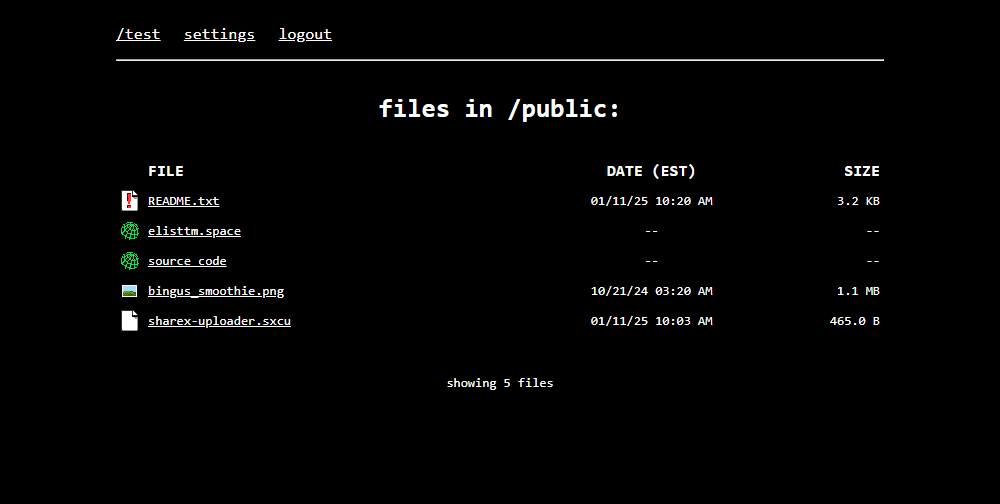 /test settings logout
files in /public:
FILE DATE (EST) SIZE
README.txt 01/11/25 10:20 AM 3.2 KB
elisttm.space -- --
source code -- --
bingus_smoothie.png 10/21/24 03:20 AM 1.1 MB
sharex-uploader.sxcu 01/11/25 10:03 AM 465.0 B
showing 5 files